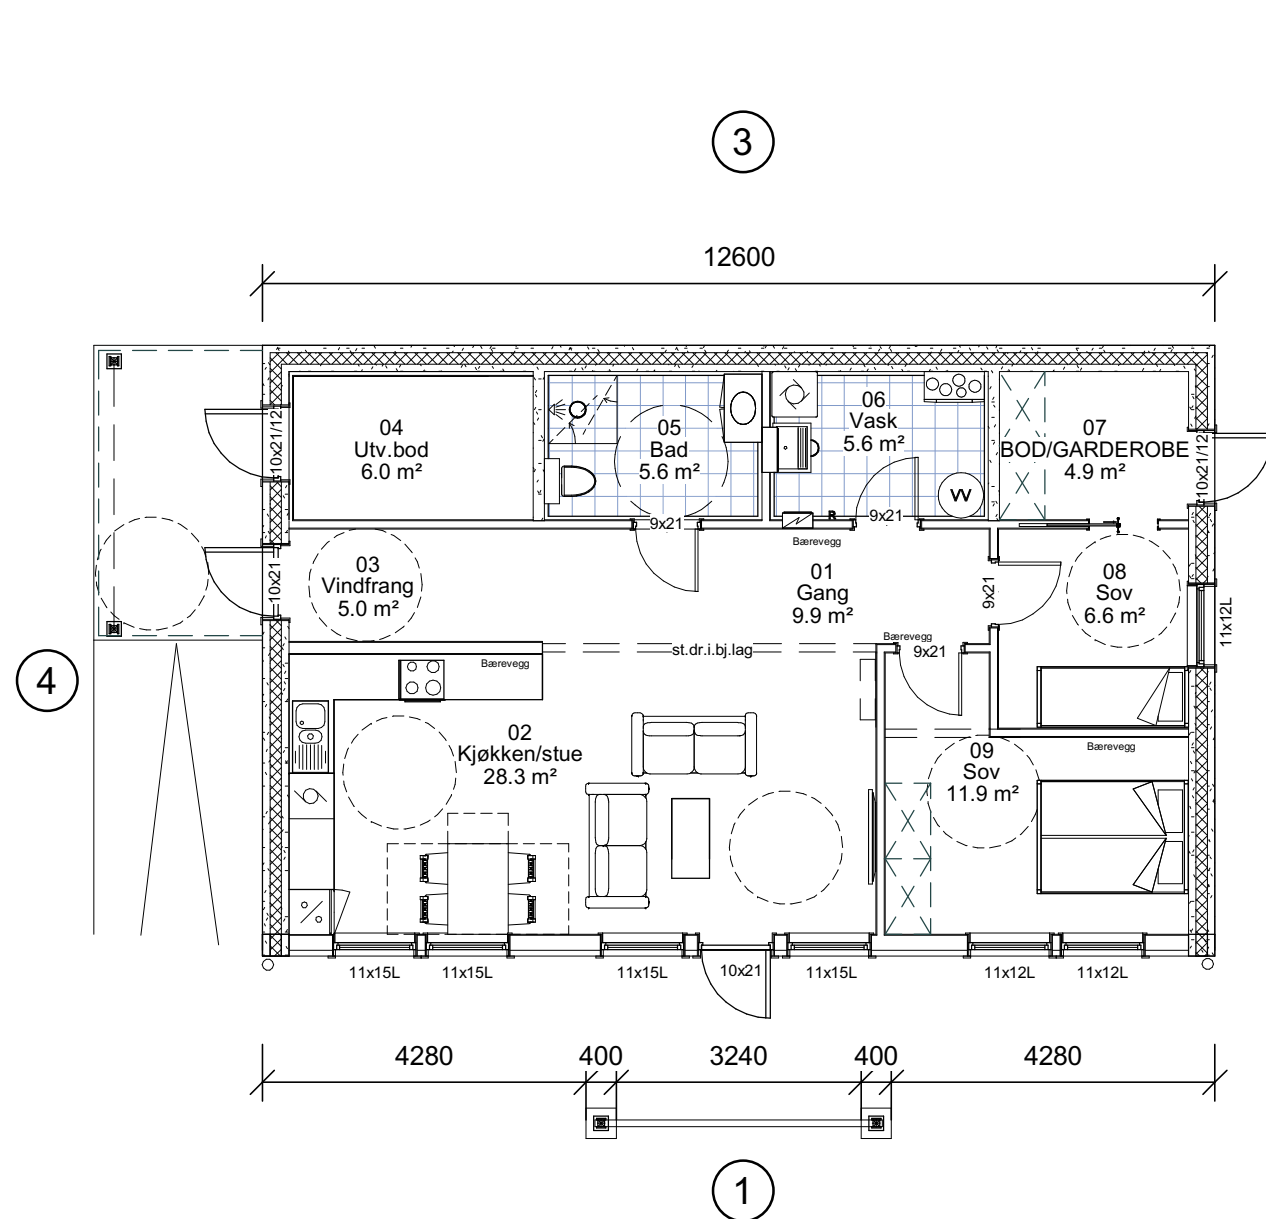 3
12600
04
Utv.bod
6.0 m²
10x21/12
05
Bad
5.6 m²
9x21
06
Vask
5.6 m²
VV
R
9x21
07
BOD/GARDEROBE
4.9 m²
10x21/12
Bærevegg
03
Vindfrang
5.0 m²
10x21
01
Gang
9.9 m²
9x21
08
Sov
6.6 m²
11x12L
st.dr.i.bj.lag
Bærevegg
9x21
4
Bærevegg
02
Kjøkken/stue
28.3 m²
09
Sov
11.9 m²
Bærevegg
11x15L
11x15L
11x15L
10x21
11x15L
11x12L
11x12L
4280
400
3240
400
4280
1